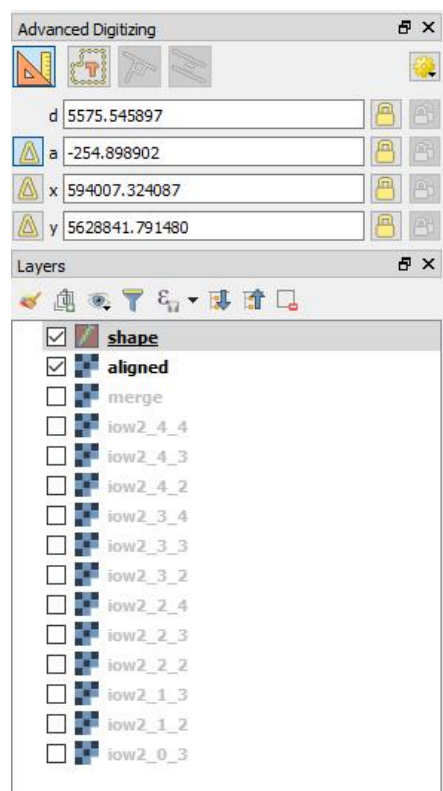 Advanced Digitizing
d 5575.545897
a -254.898902
x 594007.324087
y 5628841.791480
Layers
shape
aligned
merge
iow2_4_4
iow2_4_3
iow2_4_2
iow2_3_4
iow2_3_3
iow2_3_2
iow2_2_4
iow2_2_3
iow2_2_2
iow2_1_3
iow2_1_2
iow2_0_3